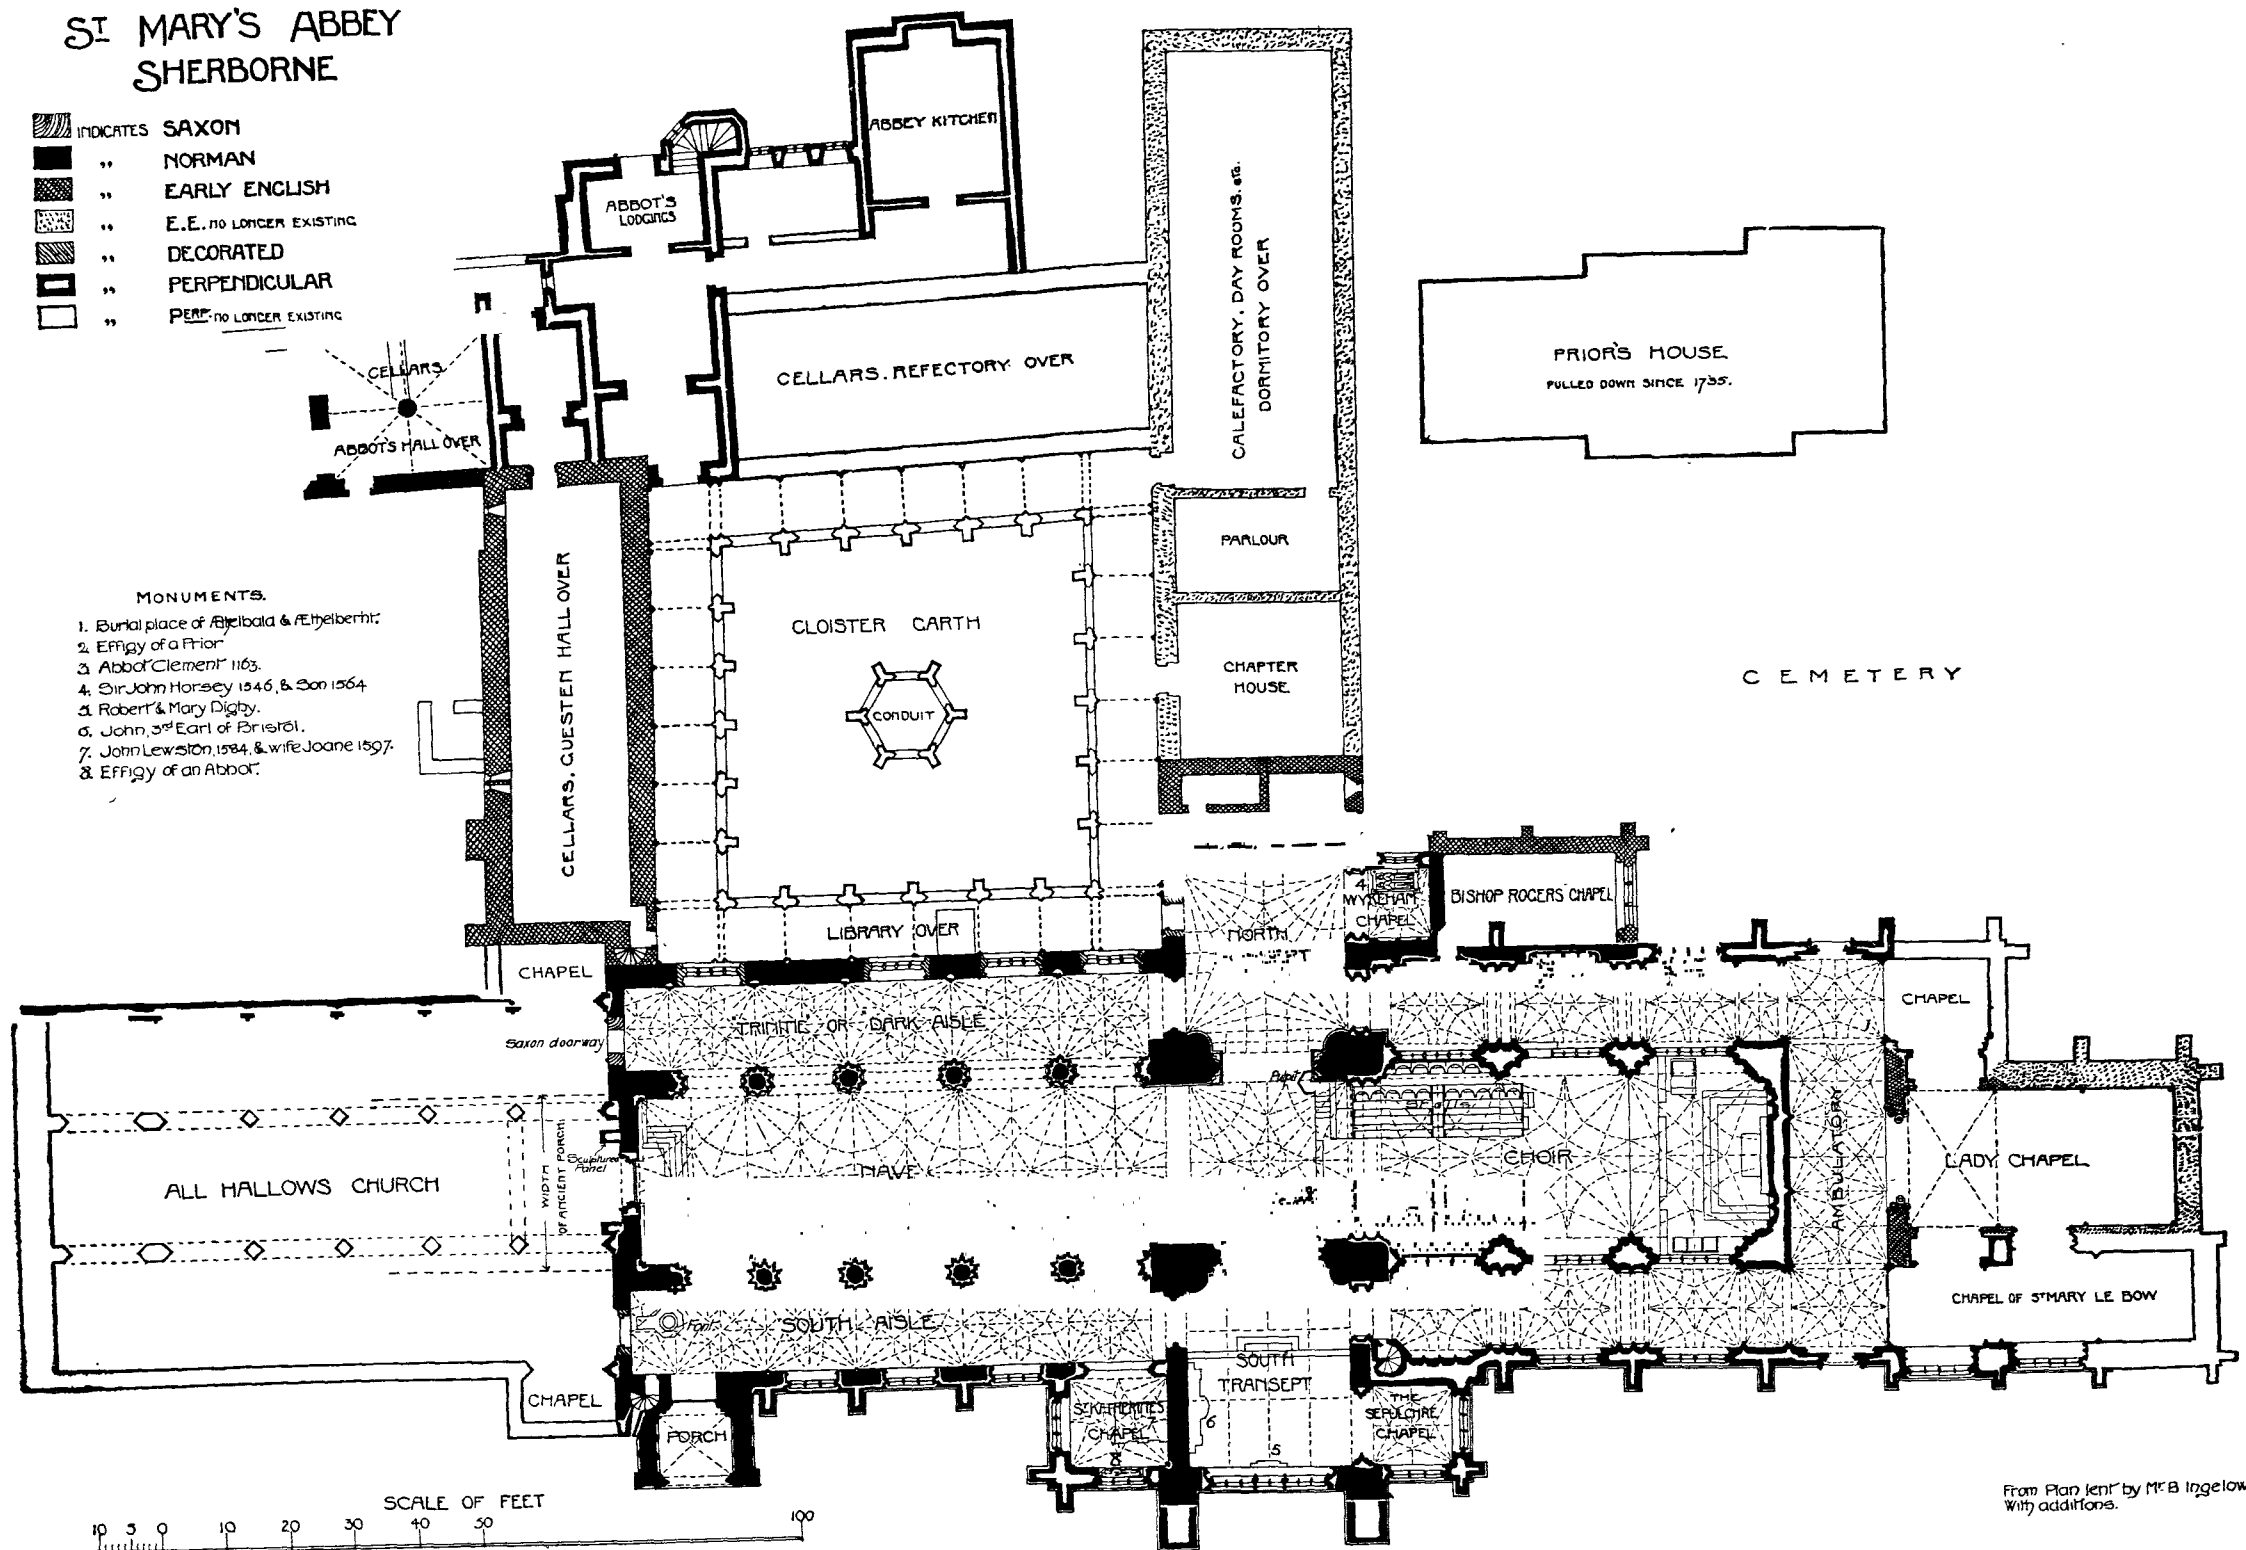 St MARY'S ABBEY
SHERBORNE
INDICATES SAXON
,, NORMAN
,, EARLY ENGLISH
,, E.E. NO LONGER EXISTING
,, DECORATED
,, PERPENDICULAR
,, PERP. NO LONGER EXISTING
MONUMENTS.
1. Burial place of Æthelbald & Æthelberht.
2. Effigy of a Prior
3. Abbot Clement 1163.
4. Sir John Horsey 1546, & Son 1564
5. Robert & Mary Digby.
6. John, 3rd Earl of Bristol.
7. John Lewston, 1584, & wife Joane 1597.
8. Effigy of an Abbot.
ABBEY KITCHEN
ABBOT'S
LODGINGS
CELLARS
ABBOT'S HALL OVER
CELLARS. REFECTORY OVER
CALEFACTORY, DAY ROOMS. etc.
DORMITORY OVER
PRIOR'S HOUSE
PULLED DOWN SINCE 1735.
PARLOUR
CHAPTER
HOUSE
CELLARS. GUESTEN HALL OVER
CLOISTER GARTH
CONDUIT
CEMETERY
LIBRARY OVER
4
WYKEHAM
CHAPEL
BISHOP ROGERS' CHAPEL
NORTH
CHAPEL
TRINITIE OR DARK AISLE
Saxon doorway
CHAPEL
1
Pulpit
Stalls
Sculptured
Panel
WIDTH
OF ANCIENT PORCH
ALL HALLOWS CHURCH
NAVE
CHOIR
AMBULATORY
LADY CHAPEL
CHAPEL OF ST MARY LE BOW
Font
SOUTH AISLE
CHAPEL
PORCH
ST KATHERINE'S
CHAPEL
7
8
SOUTH
TRANSEPT
6
5
THE
SEPULCHRE
CHAPEL
SCALE OF FEET
10 5 0 10 20 30 40 50 100
From Plan lent by Mr B Ingelow
With additions.